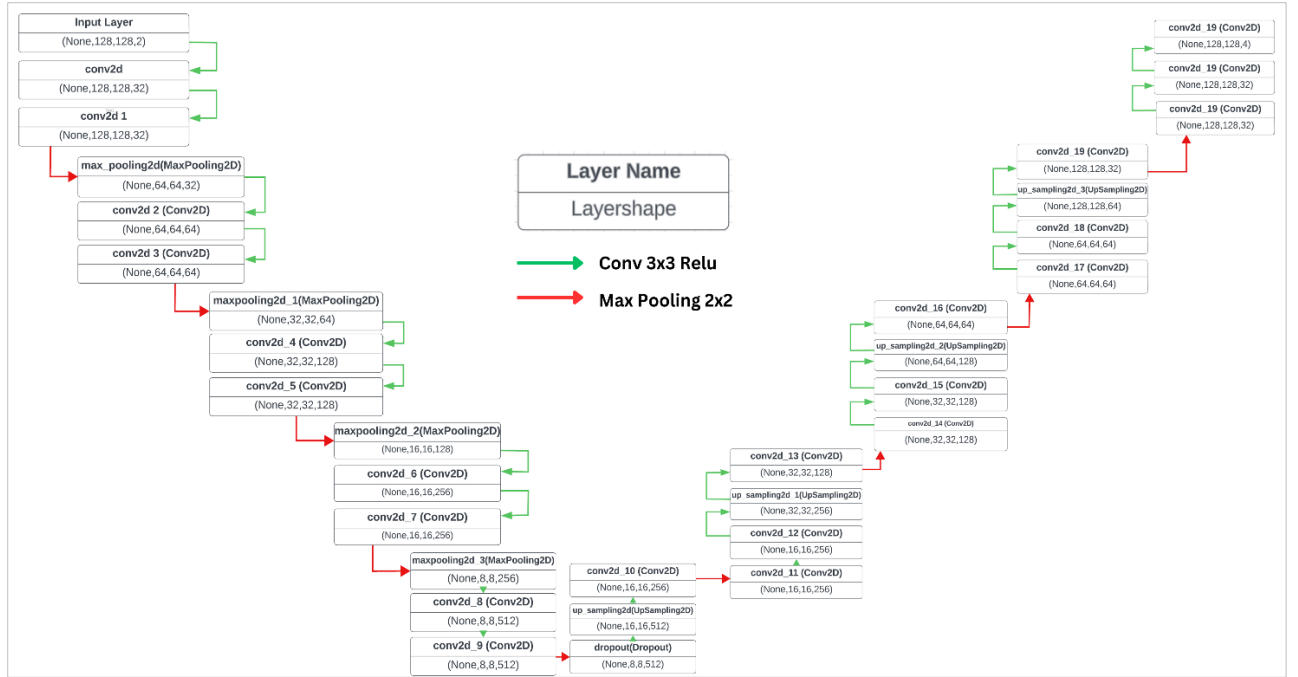 Input Layer
(None,128,128,2)
conv2d
(None,128,128,32)
conv2d 1
(None,128,128,32)
max_pooling2d(MaxPooling2D)
(None,64,64,32)
conv2d 2 (Conv2D)
(None,64,64,64)
conv2d 3 (Conv2D)
(None,64,64,64)
maxpooling2d_1(MaxPooling2D)
(None,32,32,64)
conv2d_4 (Conv2D)
(None,32,32,128)
conv2d_5 (Conv2D)
(None,32,32,128)
maxpooling2d_2(MaxPooling2D)
(None,16,16,128)
conv2d_6 (Conv2D)
(None,16,16,256)
conv2d_7 (Conv2D)
(None,16,16,256)
maxpooling2d_3(MaxPooling2D)
(None,8,8,256)
conv2d_8 (Conv2D)
(None,8,8,512)
conv2d_9 (Conv2D)
(None,8,8,512)
Layer Name
Layershape
Conv 3x3 Relu
Max Pooling 2x2
conv2d_10 (Conv2D)
(None,16,16,256)
up_sampling2d(UpSampling2D)
(None,16,16,512)
dropout(Dropout)
(None,8,8,512)
conv2d_13 (Conv2D)
(None,32,32,128)
up_sampling2d_1(UpSampling2D)
(None,32,32,256)
conv2d_12 (Conv2D)
(None,16,16,256)
conv2d_11 (Conv2D)
(None,16,16,256)
conv2d_16 (Conv2D)
(None,64,64,64)
up_sampling2d_2(UpSampling2D)
(None,64,64,128)
conv2d_15 (Conv2D)
(None,32,32,128)
conv2d_14 (Conv2D)
(None,32,32,128)
conv2d_19 (Conv2D)
(None,128,128,32)
up_sampling2d_3(UpSampling2D)
(None,128,128,64)
conv2d_18 (Conv2D)
(None,64,64,64)
conv2d_17 (Conv2D)
(None,64.64,64)
conv2d_19 (Conv2D)
(None,128,128,4)
conv2d_19 (Conv2D)
(None,128,128,32)
conv2d_19 (Conv2D)
(None,128,128,32)